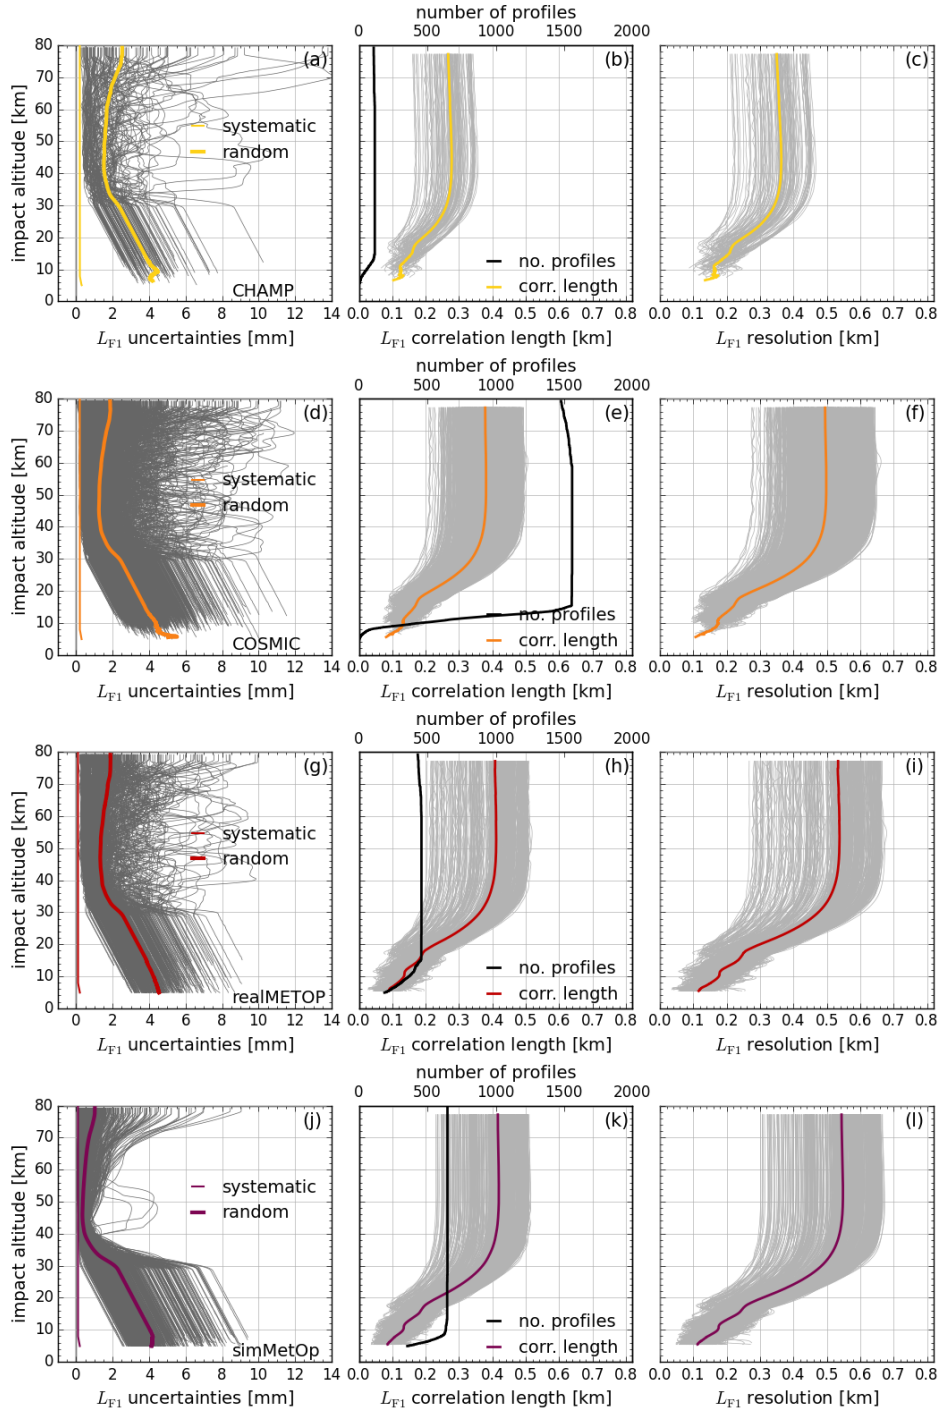 number of profiles
0 500 1000 1500 2000
80
70
60
50
40
30
20
10
0
impact altitude [km]
(a)
systematic
random
CHAMP
0 2 4 6 8 10 12 14
L_F1 uncertainties [mm]
(b)
no. profiles
corr. length
0.0 0.1 0.2 0.3 0.4 0.5 0.6 0.7 0.8
L_F1 correlation length [km]
(c)
0.0 0.1 0.2 0.3 0.4 0.5 0.6 0.7 0.8
L_F1 resolution [km]
number of profiles
0 500 1000 1500 2000
80
70
60
50
40
30
20
10
0
impact altitude [km]
(d)
systematic
random
COSMIC
0 2 4 6 8 10 12 14
L_F1 uncertainties [mm]
(e)
no. profiles
corr. length
0.0 0.1 0.2 0.3 0.4 0.5 0.6 0.7 0.8
L_F1 correlation length [km]
(f)
0.0 0.1 0.2 0.3 0.4 0.5 0.6 0.7 0.8
L_F1 resolution [km]
number of profiles
0 500 1000 1500 2000
80
70
60
50
40
30
20
10
0
impact altitude [km]
(g)
systematic
random
realMETOP
0 2 4 6 8 10 12 14
L_F1 uncertainties [mm]
(h)
no. profiles
corr. length
0.0 0.1 0.2 0.3 0.4 0.5 0.6 0.7 0.8
L_F1 correlation length [km]
(i)
0.0 0.1 0.2 0.3 0.4 0.5 0.6 0.7 0.8
L_F1 resolution [km]
number of profiles
0 500 1000 1500 2000
80
70
60
50
40
30
20
10
0
impact altitude [km]
(j)
systematic
random
simMetOp
0 2 4 6 8 10 12 14
L_F1 uncertainties [mm]
(k)
no. profiles
corr. length
0.0 0.1 0.2 0.3 0.4 0.5 0.6 0.7 0.8
L_F1 correlation length [km]
(l)
0.0 0.1 0.2 0.3 0.4 0.5 0.6 0.7 0.8
L_F1 resolution [km]